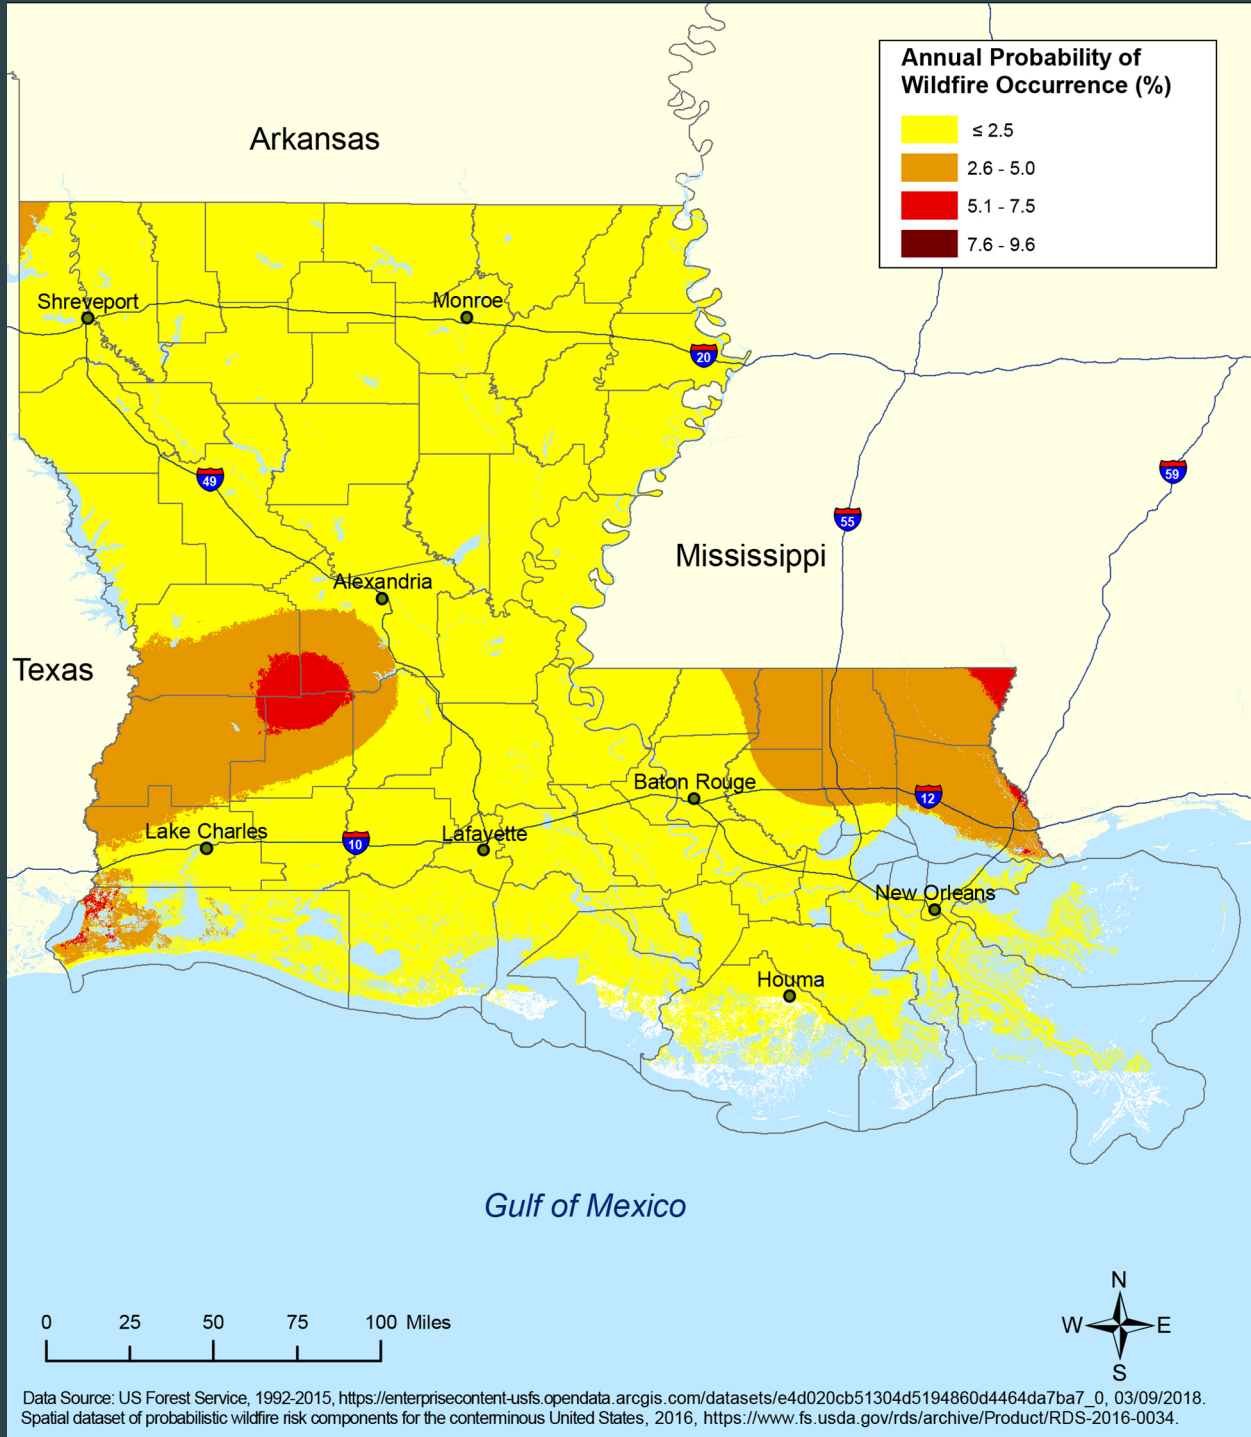 Annual Probability of
Wildfire Occurrence (%)
≤ 2.5
2.6 - 5.0
5.1 - 7.5
7.6 - 9.6
Arkansas
Shreveport
Monroe
20
49
59
55
Mississippi
Alexandria
Texas
Baton Rouge
12
Lake Charles
10
Lafayette
New Orleans
Houma
Gulf of Mexico
N
W E
S
0 25 50 75 100 Miles
Data Source: US Forest Service, 1992-2015, https://enterprisecontent-usfs.opendata.arcgis.com/datasets/e4d020cb51304d5194860d4464da7ba7_0, 03/09/2018.
Spatial dataset of probabilistic wildfire risk components for the conterminous United States, 2016, https://www.fs.usda.gov/rds/archive/Product/RDS-2016-0034.